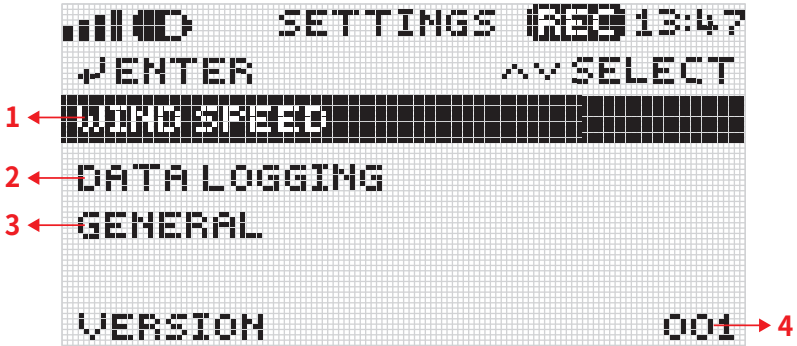 SETTINGS REC 13:47
ENTER SELECT
1 WIND SPEED
2 DATA LOGGING
3 GENERAL
VERSION 001 4